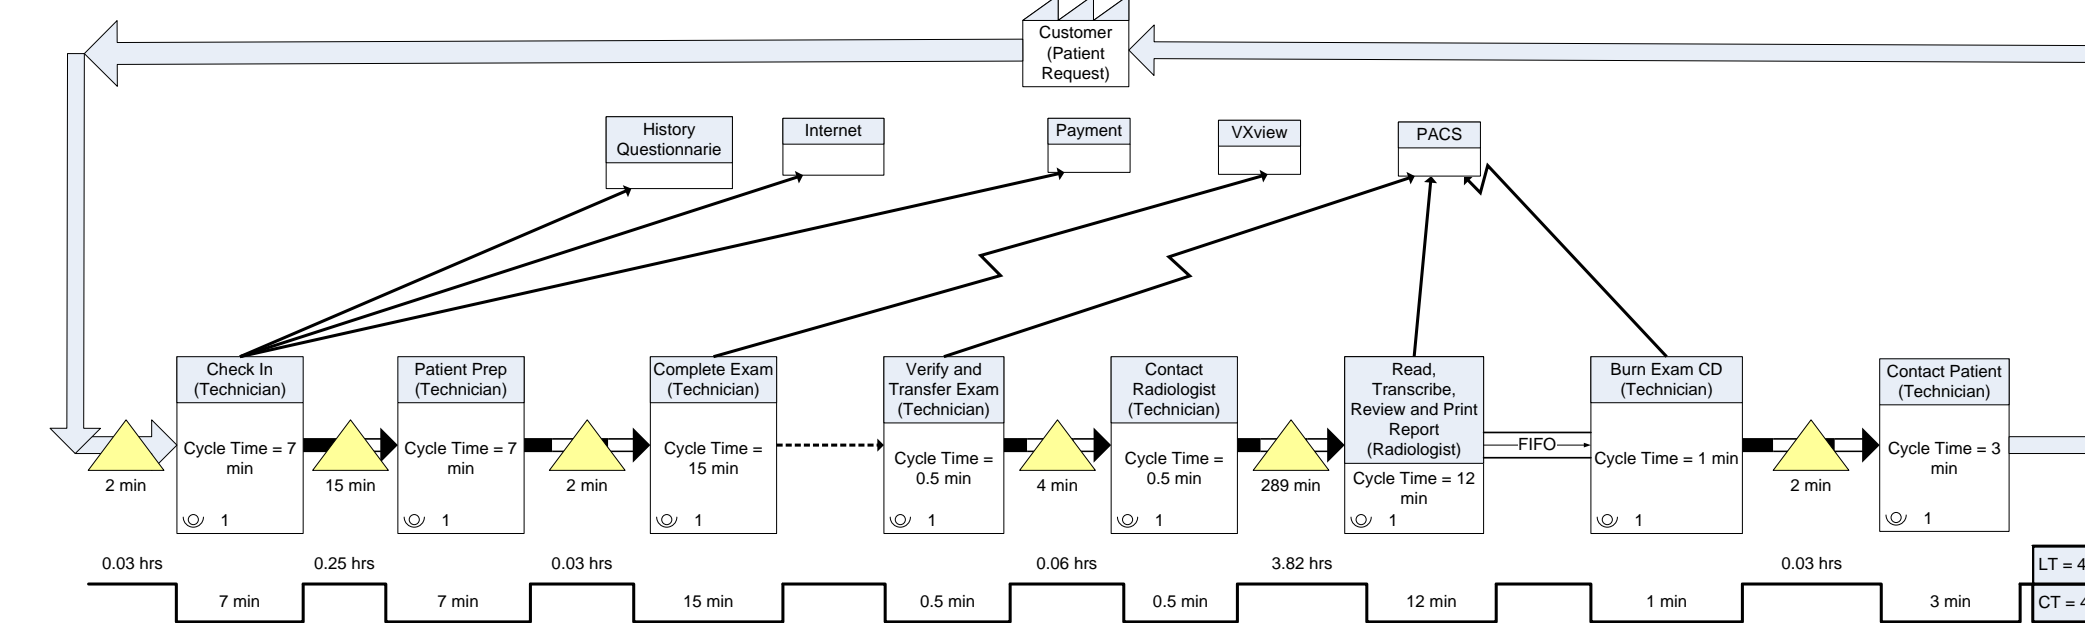 Customer
(Patient
Request)
History
Questionnarie
Internet
Payment
VXview
PACS
Check In
(Technician)
Cycle Time = 7
min
1
Patient Prep
(Technician)
Cycle Time = 7
min
1
Complete Exam
(Technician)
Cycle Time =
15 min
1
Verify and
Transfer Exam
(Technician)
Cycle Time =
0.5 min
1
Contact
Radiologist
(Technician)
Cycle Time =
0.5 min
1
Read,
Transcribe,
Review and Print
Report
(Radiologist)
Cycle Time = 12
min
1
FIFO
Burn Exam CD
(Technician)
Cycle Time = 1 min
1
Contact Patient
(Technician)
Cycle Time = 3
min
1
2 min
15 min
2 min
4 min
289 min
2 min
0.03 hrs
0.25 hrs
0.03 hrs
0.06 hrs
3.82 hrs
0.03 hrs
LT = 4
7 min
7 min
15 min
0.5 min
0.5 min
12 min
1 min
3 min
CT = 4